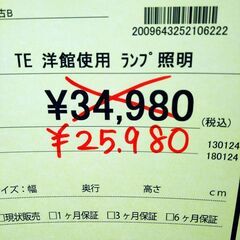 古B
2009643252106222
TE 洋館使用 ランプ照明
¥34,980
(税込)
¥25.980
130124
180124
イズ:幅 奥行 高さ cm
□現状販売 □1ヶ月保証 □3ヶ月保証 □6ヶ月保証